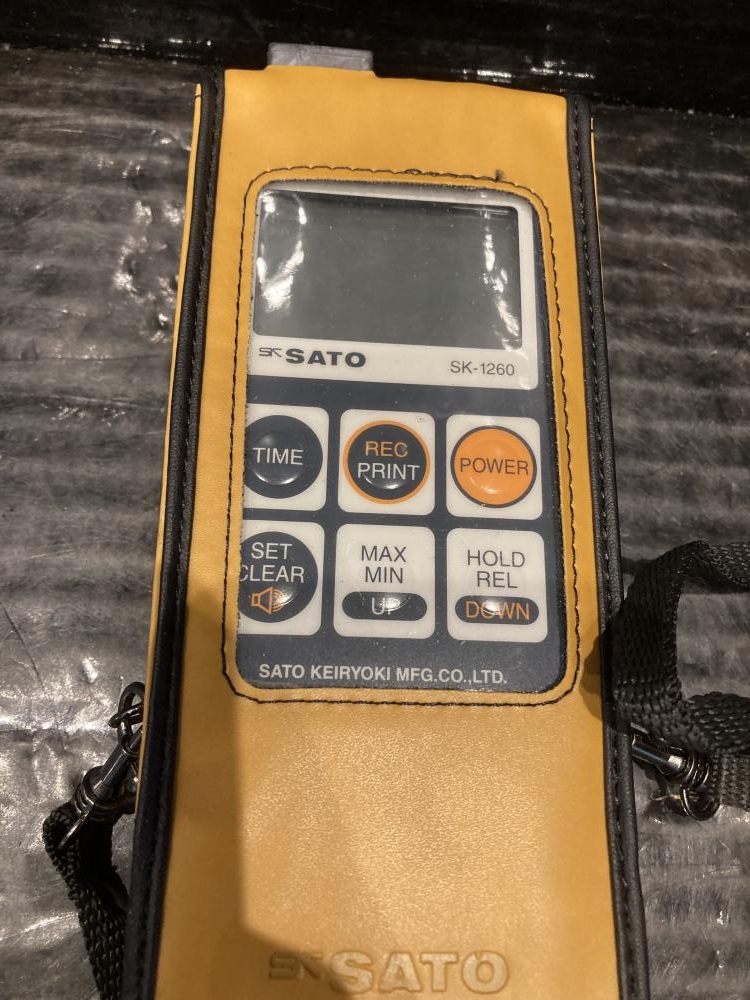 SK SATO
SK-1260
TIME
REC
PRINT
POWER
SET
CLEAR
MAX
MIN
UP
HOLD
REL
DOWN
SATO KEIRYOKI MFG.CO.,LTD.
SK SATO